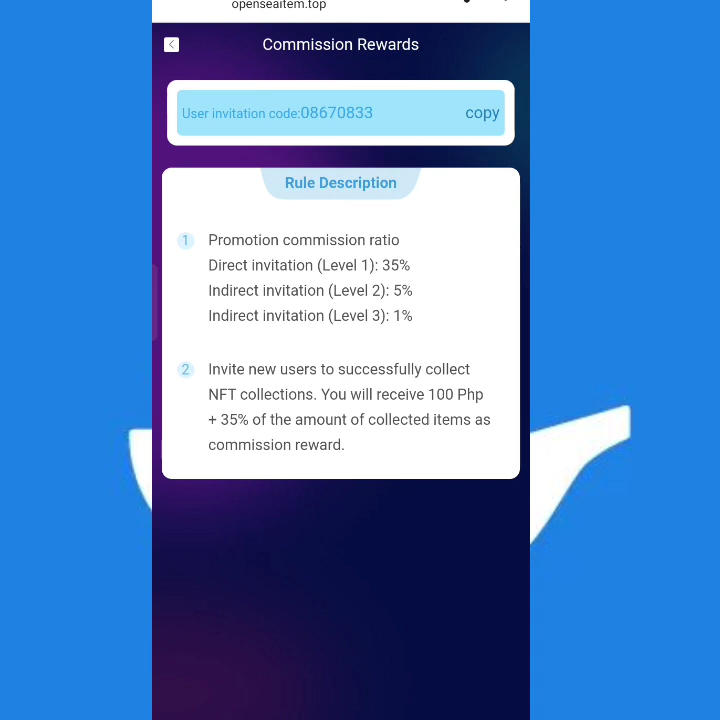 openseaitem.top
Commission Rewards
User invitation code:08670833 copy
Rule Description
1 Promotion commission ratio
Direct invitation (Level 1): 35%
Indirect invitation (Level 2): 5%
Indirect invitation (Level 3): 1%
2 Invite new users to successfully collect
NFT collections. You will receive 100 Php
+ 35% of the amount of collected items as
commission reward.